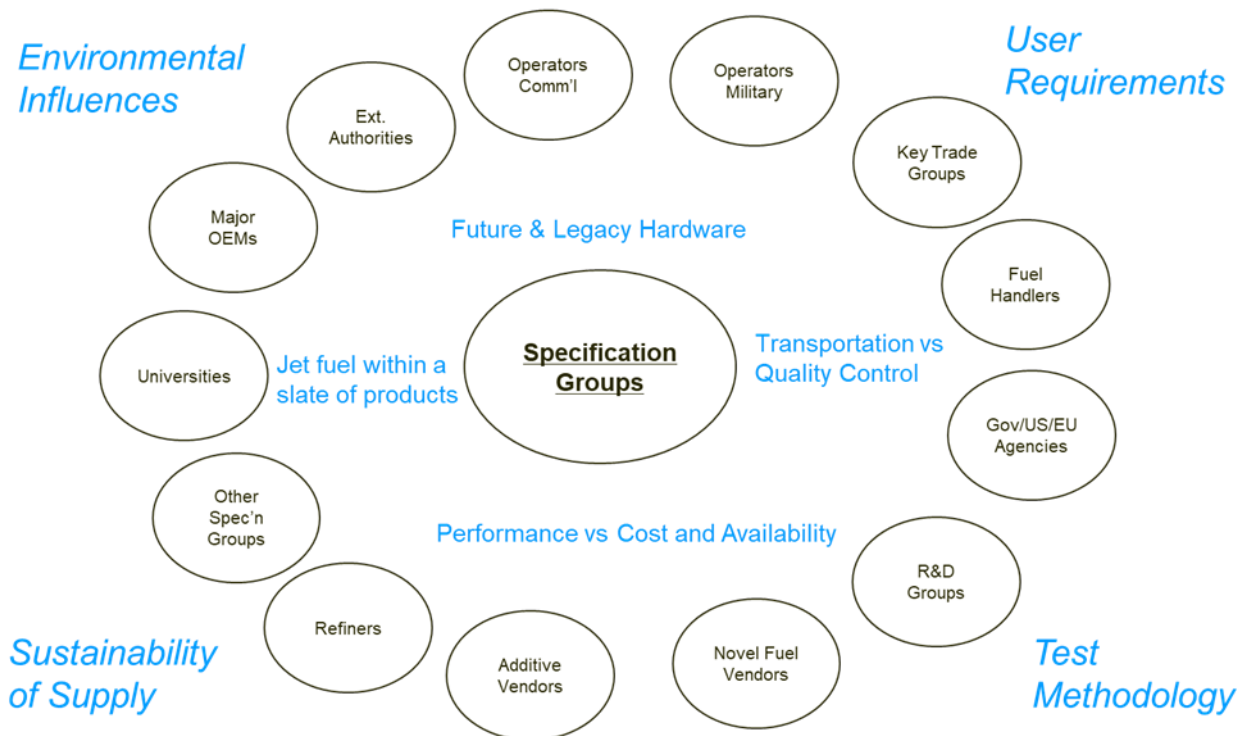 Environmental
Influences
Operators
Comm'l
Operators
Military
User
Requirements
Ext.
Authorities
Key Trade
Groups
Major
OEMs
Future & Legacy Hardware
Fuel
Handlers
Universities
Jet fuel within a
slate of products
Specification
Groups
Transportation vs
Quality Control
Gov/US/EU
Agencies
Other
Spec'n
Groups
Performance vs Cost and Availability
R&D
Groups
Refiners
Additive
Vendors
Novel Fuel
Vendors
Sustainability
of Supply
Test
Methodology